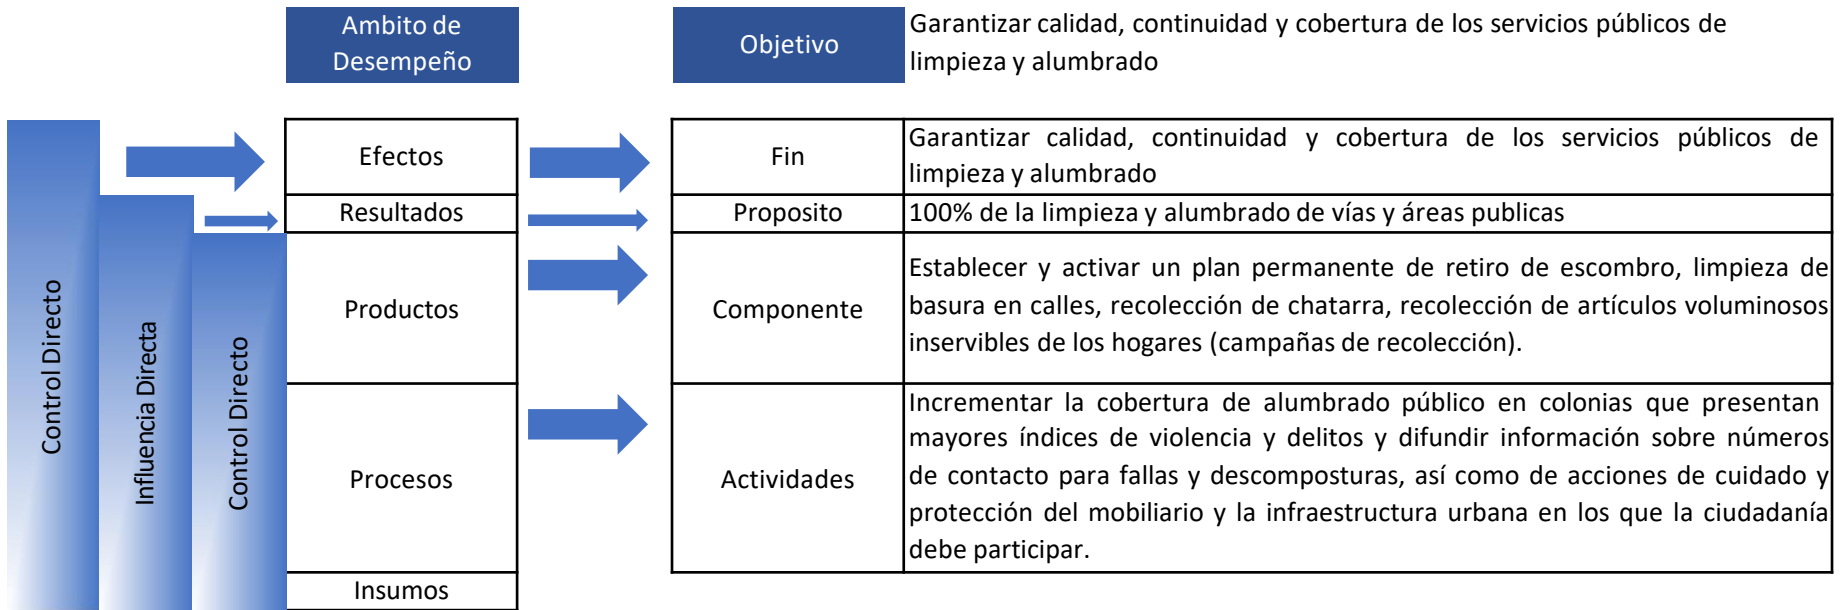 Ambito de
Desempeño
Objetivo
Garantizar calidad, continuidad y cobertura de los servicios públicos de
limpieza y alumbrado
Control Directo
Influencia Directa
Control Directo
Efectos
Fin
Garantizar calidad, continuidad y cobertura de los servicios públicos de
limpieza y alumbrado
Resultados
Proposito
100% de la limpieza y alumbrado de vías y áreas publicas
Productos
Componente
Establecer y activar un plan permanente de retiro de escombro, limpieza de
basura en calles, recolección de chatarra, recolección de artículos voluminosos
inservibles de los hogares (campañas de recolección).
Procesos
Actividades
Incrementar la cobertura de alumbrado público en colonias que presentan
mayores índices de violencia y delitos y difundir información sobre números
de contacto para fallas y descomposturas, así como de acciones de cuidado y
protección del mobiliario y la infraestructura urbana en los que la ciudadanía
debe participar.
Insumos